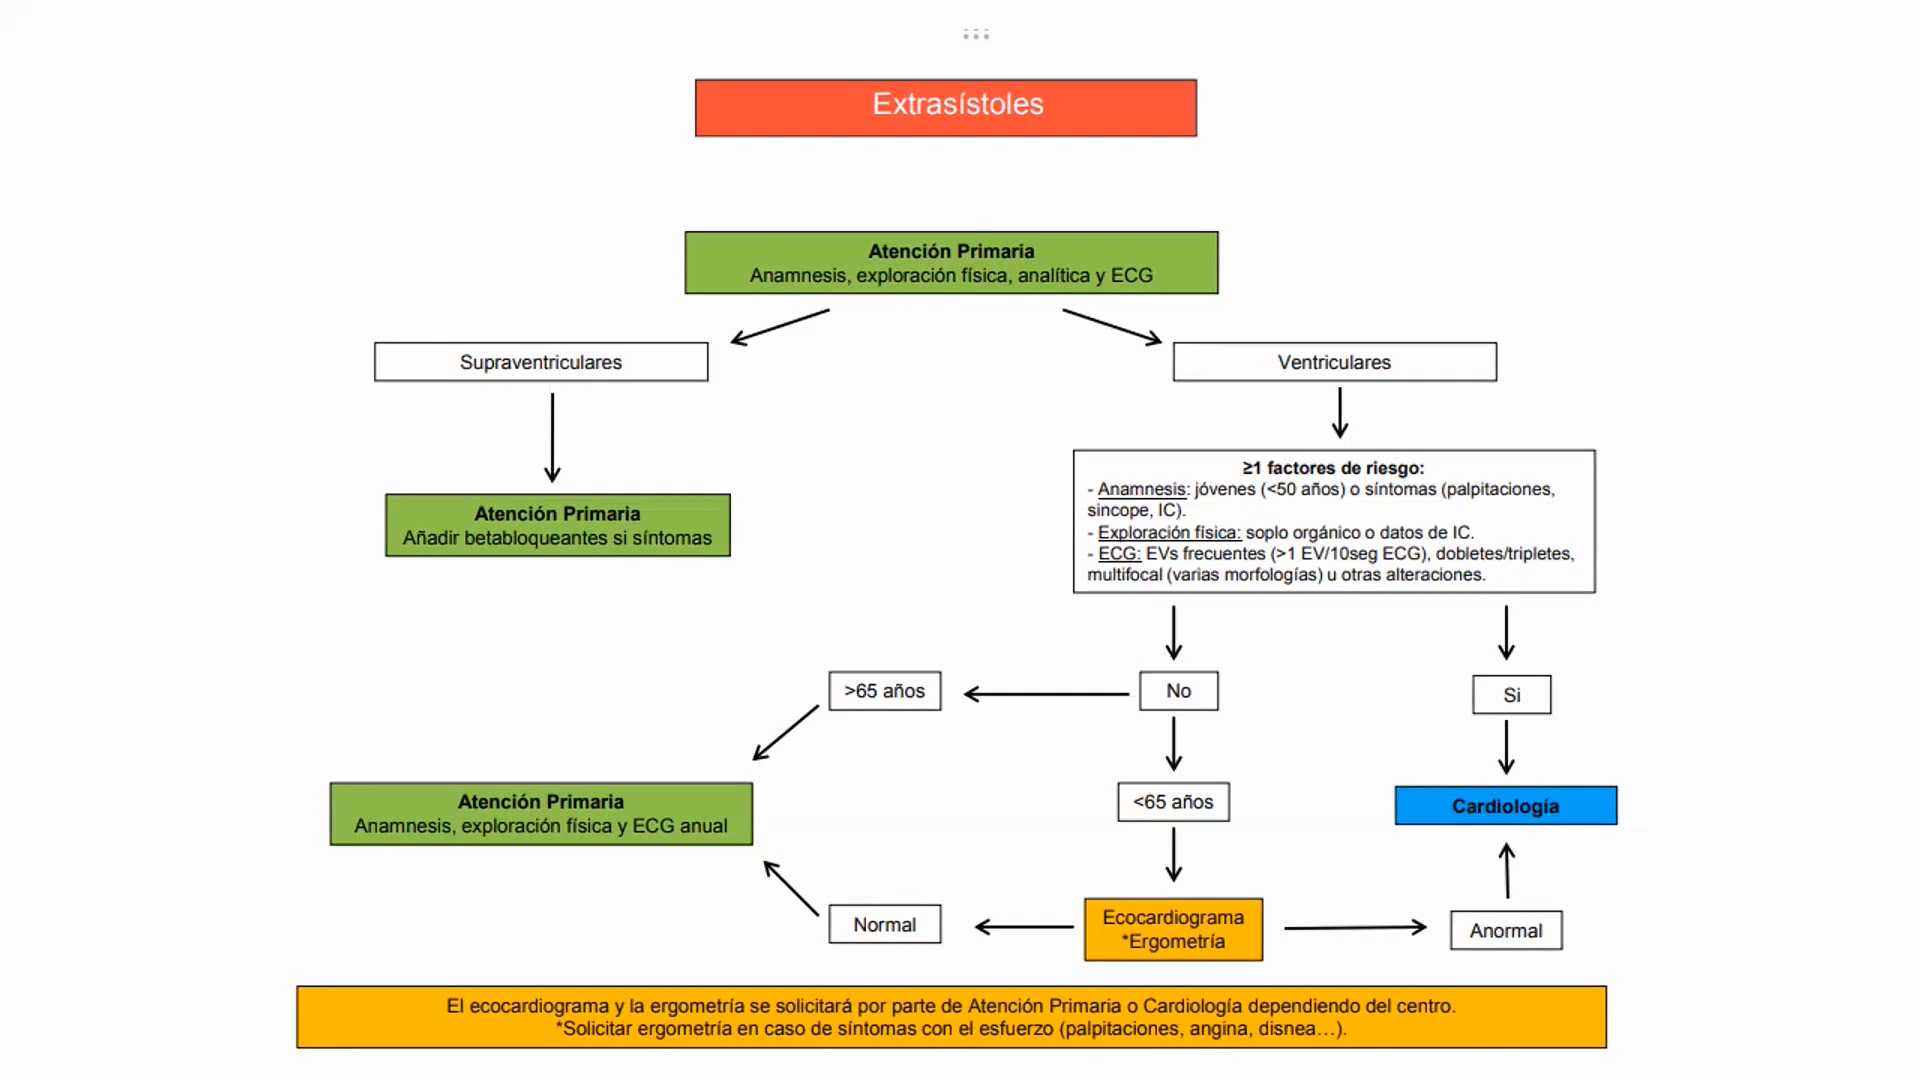 Extrasístoles
Atención Primaria
Anamnesis, exploración física, analítica y ECG
Supraventriculares
Ventriculares
Atención Primaria
Añadir betabloqueantes si síntomas
≥1 factores de riesgo:
- Anamnesis: jóvenes (<50 años) o síntomas (palpitaciones,
sincope, IC).
- Exploración física: soplo orgánico o datos de IC.
- ECG: EVs frecuentes (>1 EV/10seg ECG), dobletes/tripletes,
multifocal (varias morfologías) u otras alteraciones.
>65 años
No
Si
Atención Primaria
Anamnesis, exploración física y ECG anual
<65 años
Cardiología
Normal
Ecocardiograma
*Ergometría
Anormal
El ecocardiograma y la ergometría se solicitará por parte de Atención Primaria o Cardiología dependiendo del centro.
*Solicitar ergometría en caso de síntomas con el esfuerzo (palpitaciones, angina, disnea…).